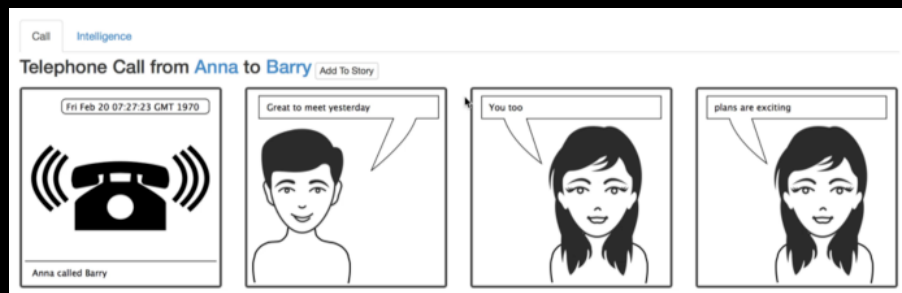 Call Intelligence
Telephone Call from Anna to Barry Add To Story
Fri Feb 20 07:27:23 GMT 1970
Anna called Barry
Great to meet yesterday
You too
plans are exciting